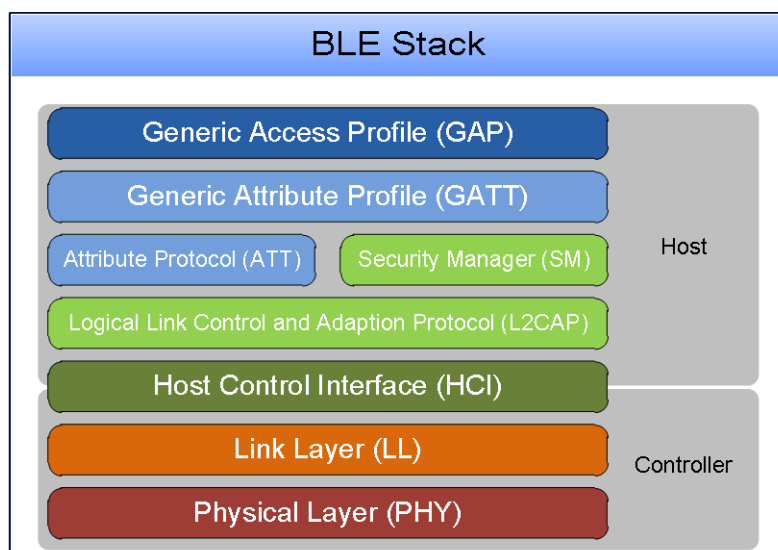 BLE Stack
Generic Access Profile (GAP)
Generic Attribute Profile (GATT)
Attribute Protocol (ATT)
Security Manager (SM)
Host
Logical Link Control and Adaption Protocol (L2CAP)
Host Control Interface (HCI)
Link Layer (LL)
Controller
Physical Layer (PHY)